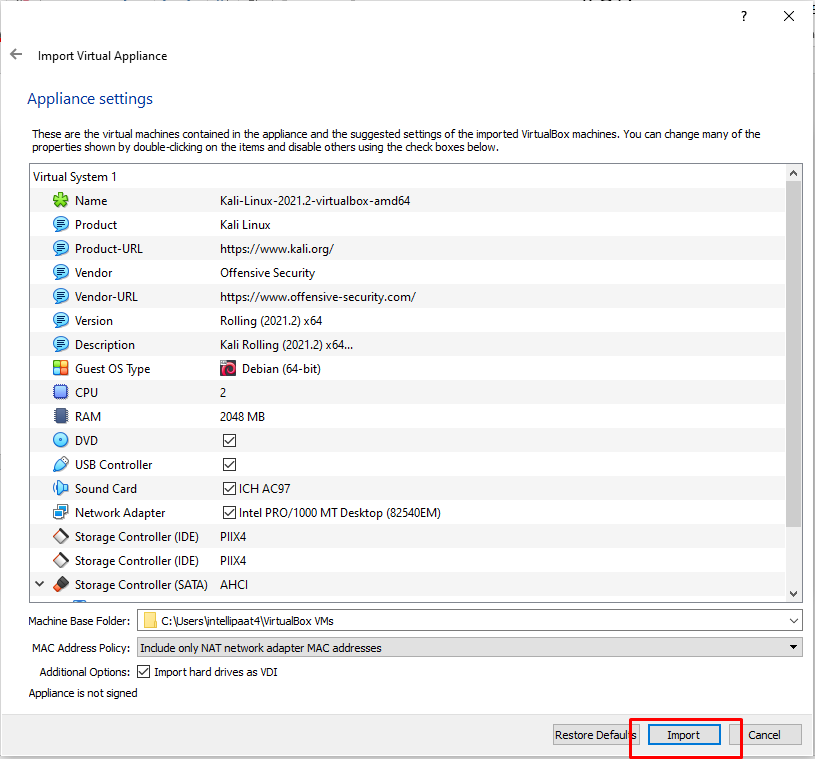 ?
Import Virtual Appliance
Appliance settings
These are the virtual machines contained in the appliance and the suggested settings of the imported VirtualBox machines. You can change many of the
properties shown by double-clicking on the items and disable others using the check boxes below.
Virtual System 1
Name Kali-Linux-2021.2-virtualbox-amd64
Product Kali Linux
Product-URL https://www.kali.org/
Vendor Offensive Security
Vendor-URL https://www.offensive-security.com/
Version Rolling (2021.2) x64
Description Kali Rolling (2021.2) x64...
Guest OS Type Debian (64-bit)
CPU 2
RAM 2048 MB
DVD
USB Controller
Sound Card ICH AC97
Network Adapter Intel PRO/1000 MT Desktop (82540EM)
Storage Controller (IDE) PIIX4
Storage Controller (IDE) PIIX4
Storage Controller (SATA) AHCI
Machine Base Folder: C:\Users\intellipaat4\VirtualBox VMs
MAC Address Policy: Include only NAT network adapter MAC addresses
Additional Options: Import hard drives as VDI
Appliance is not signed
Restore Defaults Import Cancel